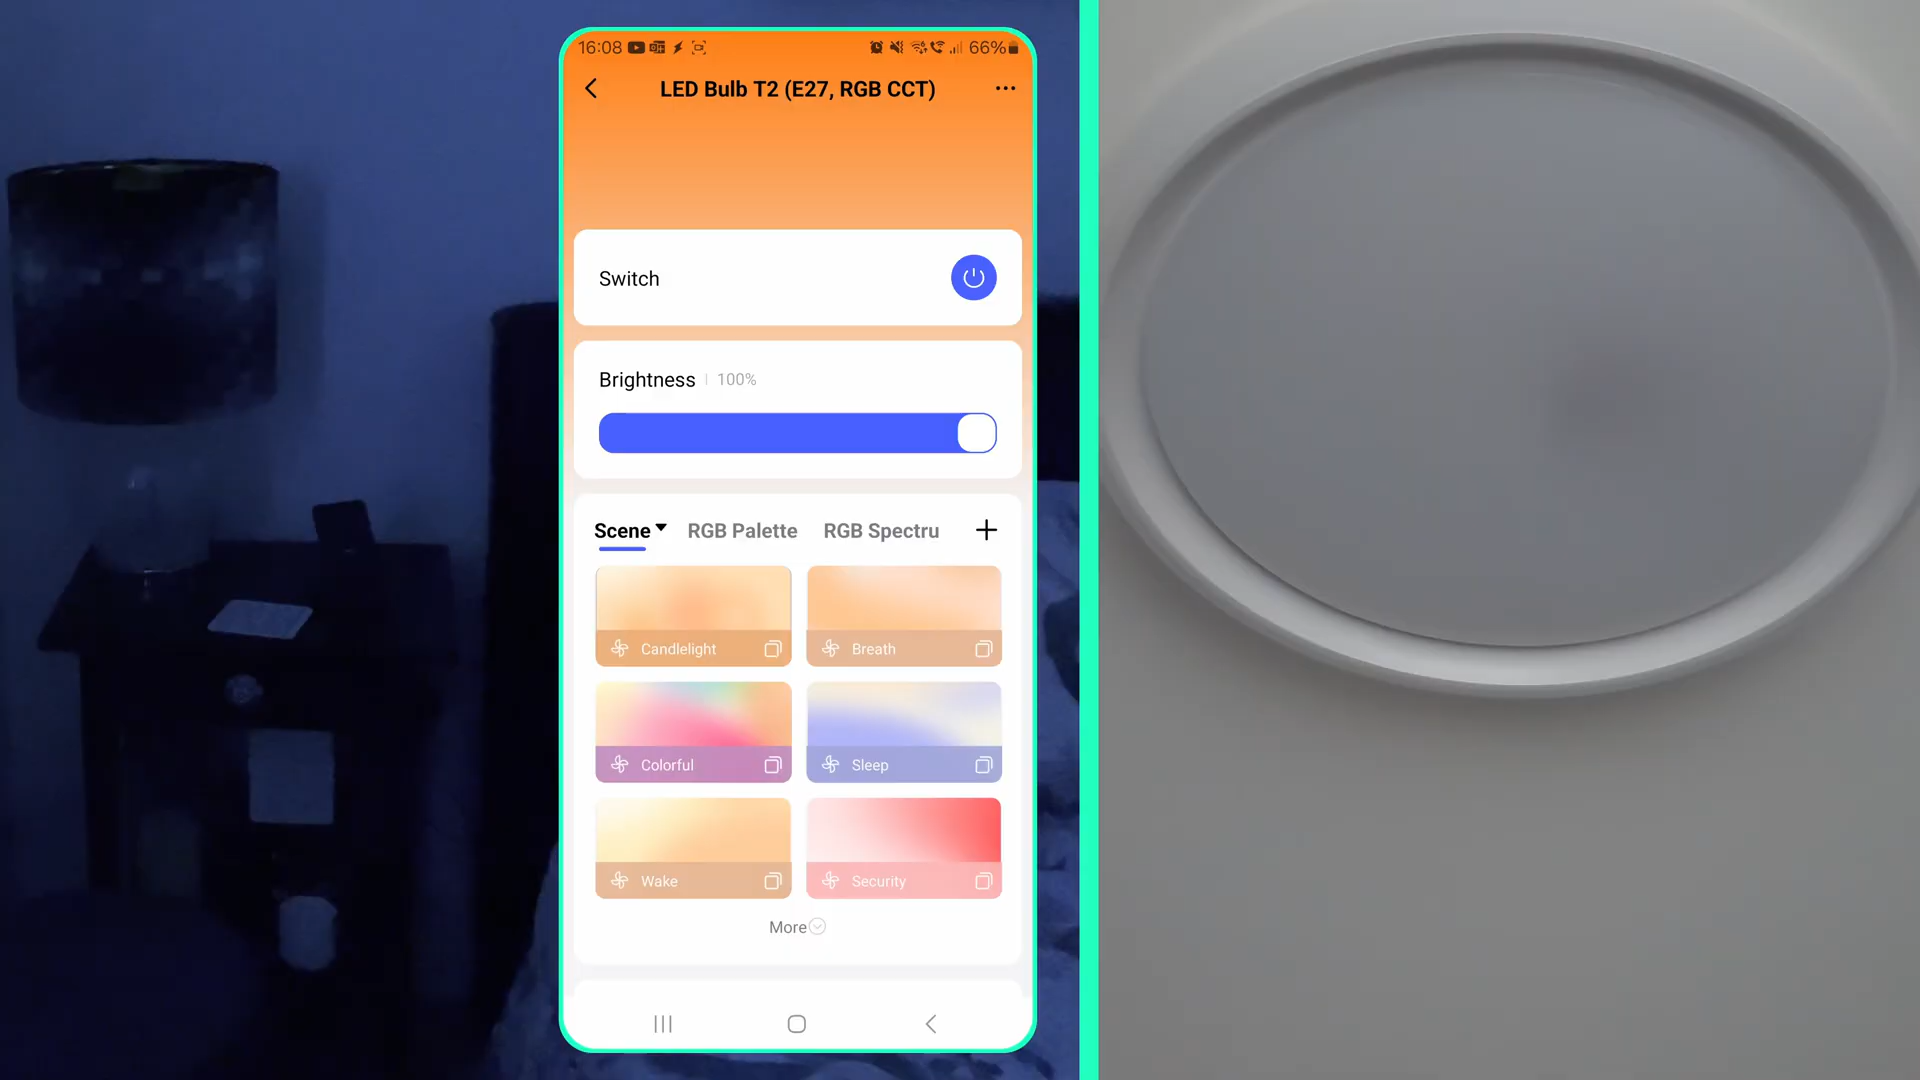 16:08
66%
LED Bulb T2 (E27, RGB CCT)
Switch
Brightness 100%
Scene RGB Palette RGB Spectru
Candlelight Breath
Colorful Sleep
Wake Security
More